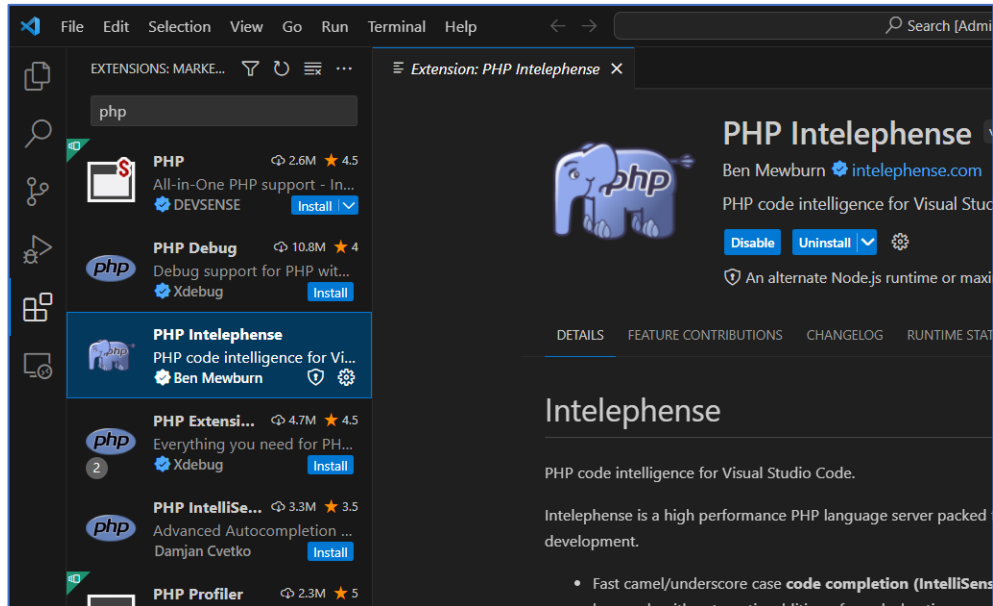 File Edit Selection View Go Run Terminal Help Search [Admi
EXTENSIONS: MARKE... ···
Extension: PHP Intelephense
php
PHP 2.6M ★ 4.5
All-in-One PHP support - In...
DEVSENSE Install
PHP Debug 10.8M ★ 4
Debug support for PHP wit...
Xdebug Install
PHP Intelephense
PHP code intelligence for Vi...
Ben Mewburn
PHP Extensi... 4.7M ★ 4.5
Everything you need for PH...
Xdebug Install
2
PHP IntelliSe... 3.3M ★ 3.5
Advanced Autocompletion ...
Damjan Cvetko Install
PHP Profiler 2.3M ★ 5
php
PHP Intelephense
Ben Mewburn intelephense.com
PHP code intelligence for Visual Stuc
Disable Uninstall
An alternate Node.js runtime or maxi
DETAILS FEATURE CONTRIBUTIONS CHANGELOG RUNTIME STAT
Intelephense
PHP code intelligence for Visual Studio Code.
Intelephense is a high performance PHP language server packed
development.
• Fast camel/underscore case code completion (IntelliSens